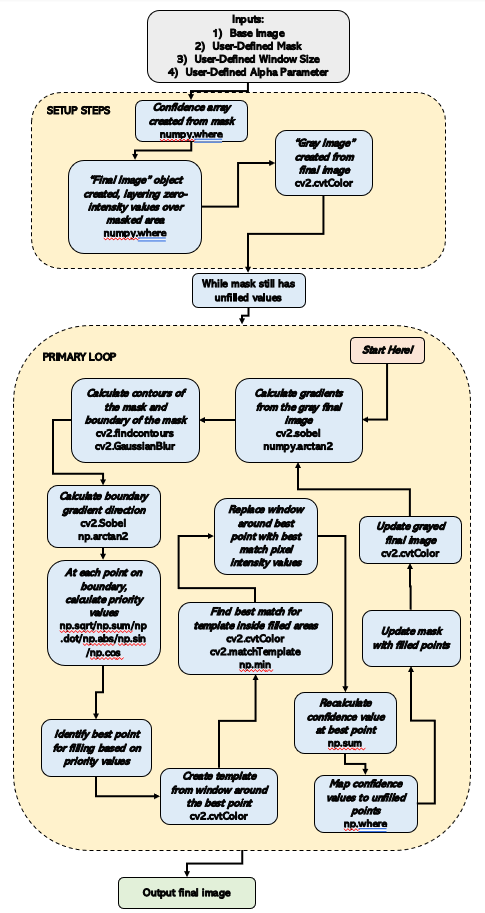 Inputs:
1) Base Image
2) User-Defined Mask
3) User-Defined Window Size
4) User-Defined Alpha Parameter
SETUP STEPS
Confidence array
created from mask
numpy.where
"Final Image" object
created, layering zero-
intensity values over
masked area
numpy.where
"Gray Image"
created from
final image
cv2.cvtColor
While mask still has
unfilled values
PRIMARY LOOP
Start Here!
Calculate gradients
from the gray final
image
cv2.sobel
numpy.arctan2
Calculate contours of
the mask and
boundary of the mask
cv2.findcontours
cv2.GaussianBlur
Calculate boundary
gradient direction
cv2.Sobel
np.arctan2
At each point on
boundary,
calculate priority
values
np.sqrt/np.sum/np
.dot/np.abs/np.sin
/np.cos
Identify best point
for filling based on
priority values
Create template
from window around
the best point
cv2.cvtColor
Find best match for
template inside filled areas
cv2.cvtColor
cv2.matchTemplate
np.min
Replace window
around best
point with best
match pixel
intensity values
Recalculate
confidence value
at best point
np.sum
Map confidence
values to unfilled
points
np.where
Update mask
with filled points
Update grayed
final image
cv2.cvtColor
Output final image